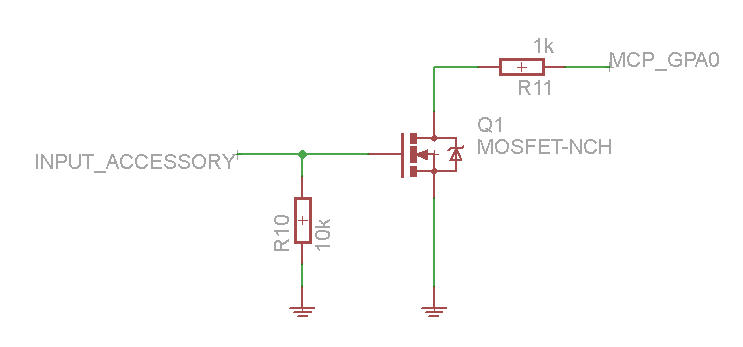 1k
MCP_GPA0
R11
Q1
MOSFET-NCH
INPUT_ACCESSORY
R10
10k